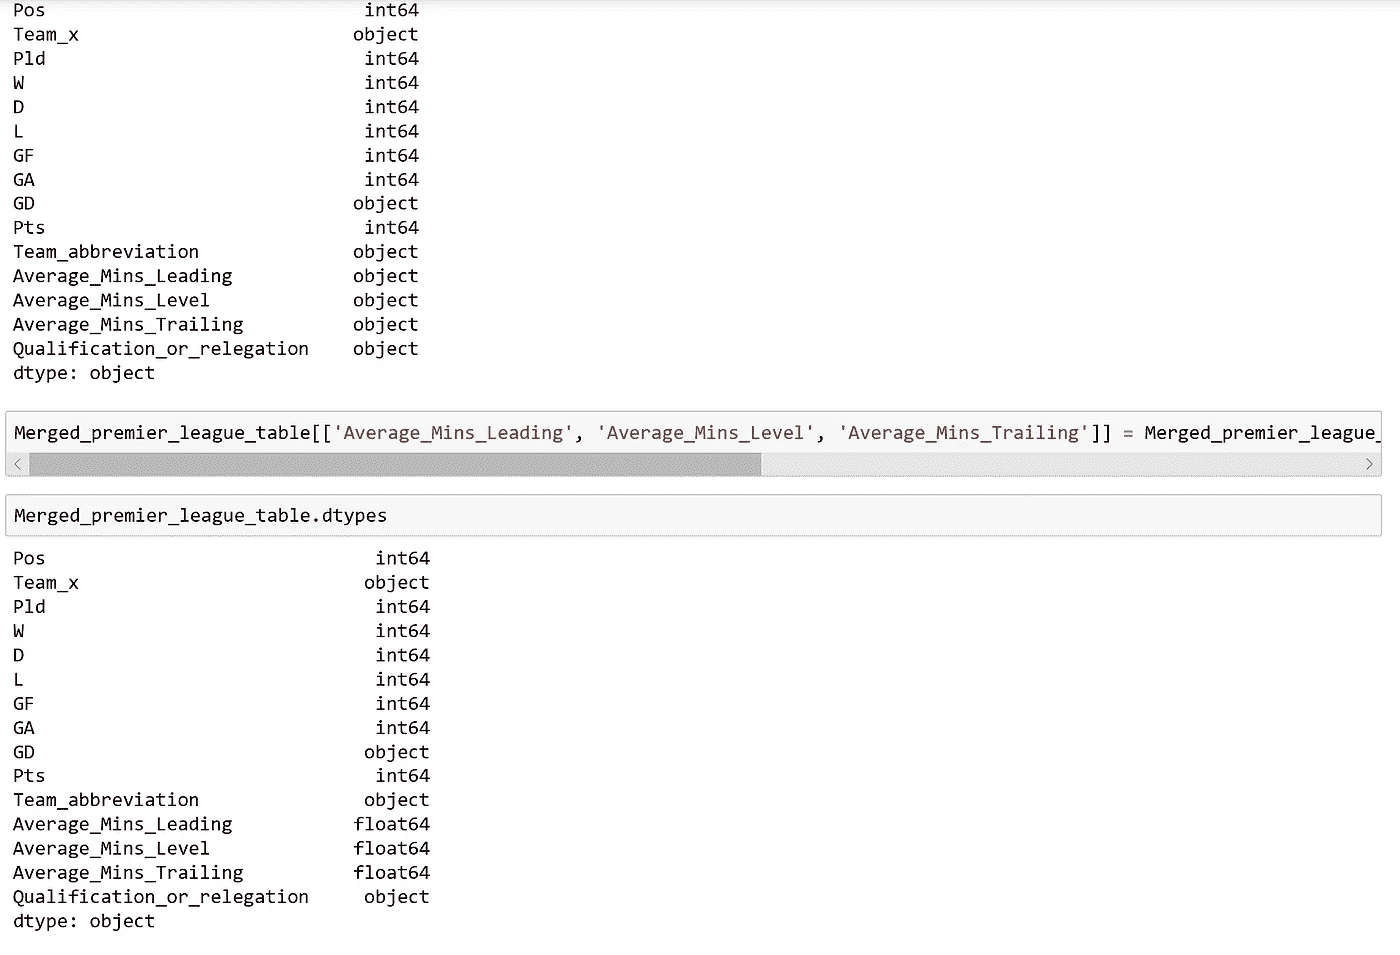 Pos int64
Team_x object
Pld int64
W int64
D int64
L int64
GF int64
GA int64
GD object
Pts int64
Team_abbreviation object
Average_Mins_Leading object
Average_Mins_Level object
Average_Mins_Trailing object
Qualification_or_relegation object
dtype: object
Merged_premier_league_table[['Average_Mins_Leading', 'Average_Mins_Level', 'Average_Mins_Trailing']] = Merged_premier_league_
Merged_premier_league_table.dtypes
Pos int64
Team_x object
Pld int64
W int64
D int64
L int64
GF int64
GA int64
GD object
Pts int64
Team_abbreviation object
Average_Mins_Leading float64
Average_Mins_Level float64
Average_Mins_Trailing float64
Qualification_or_relegation object
dtype: object